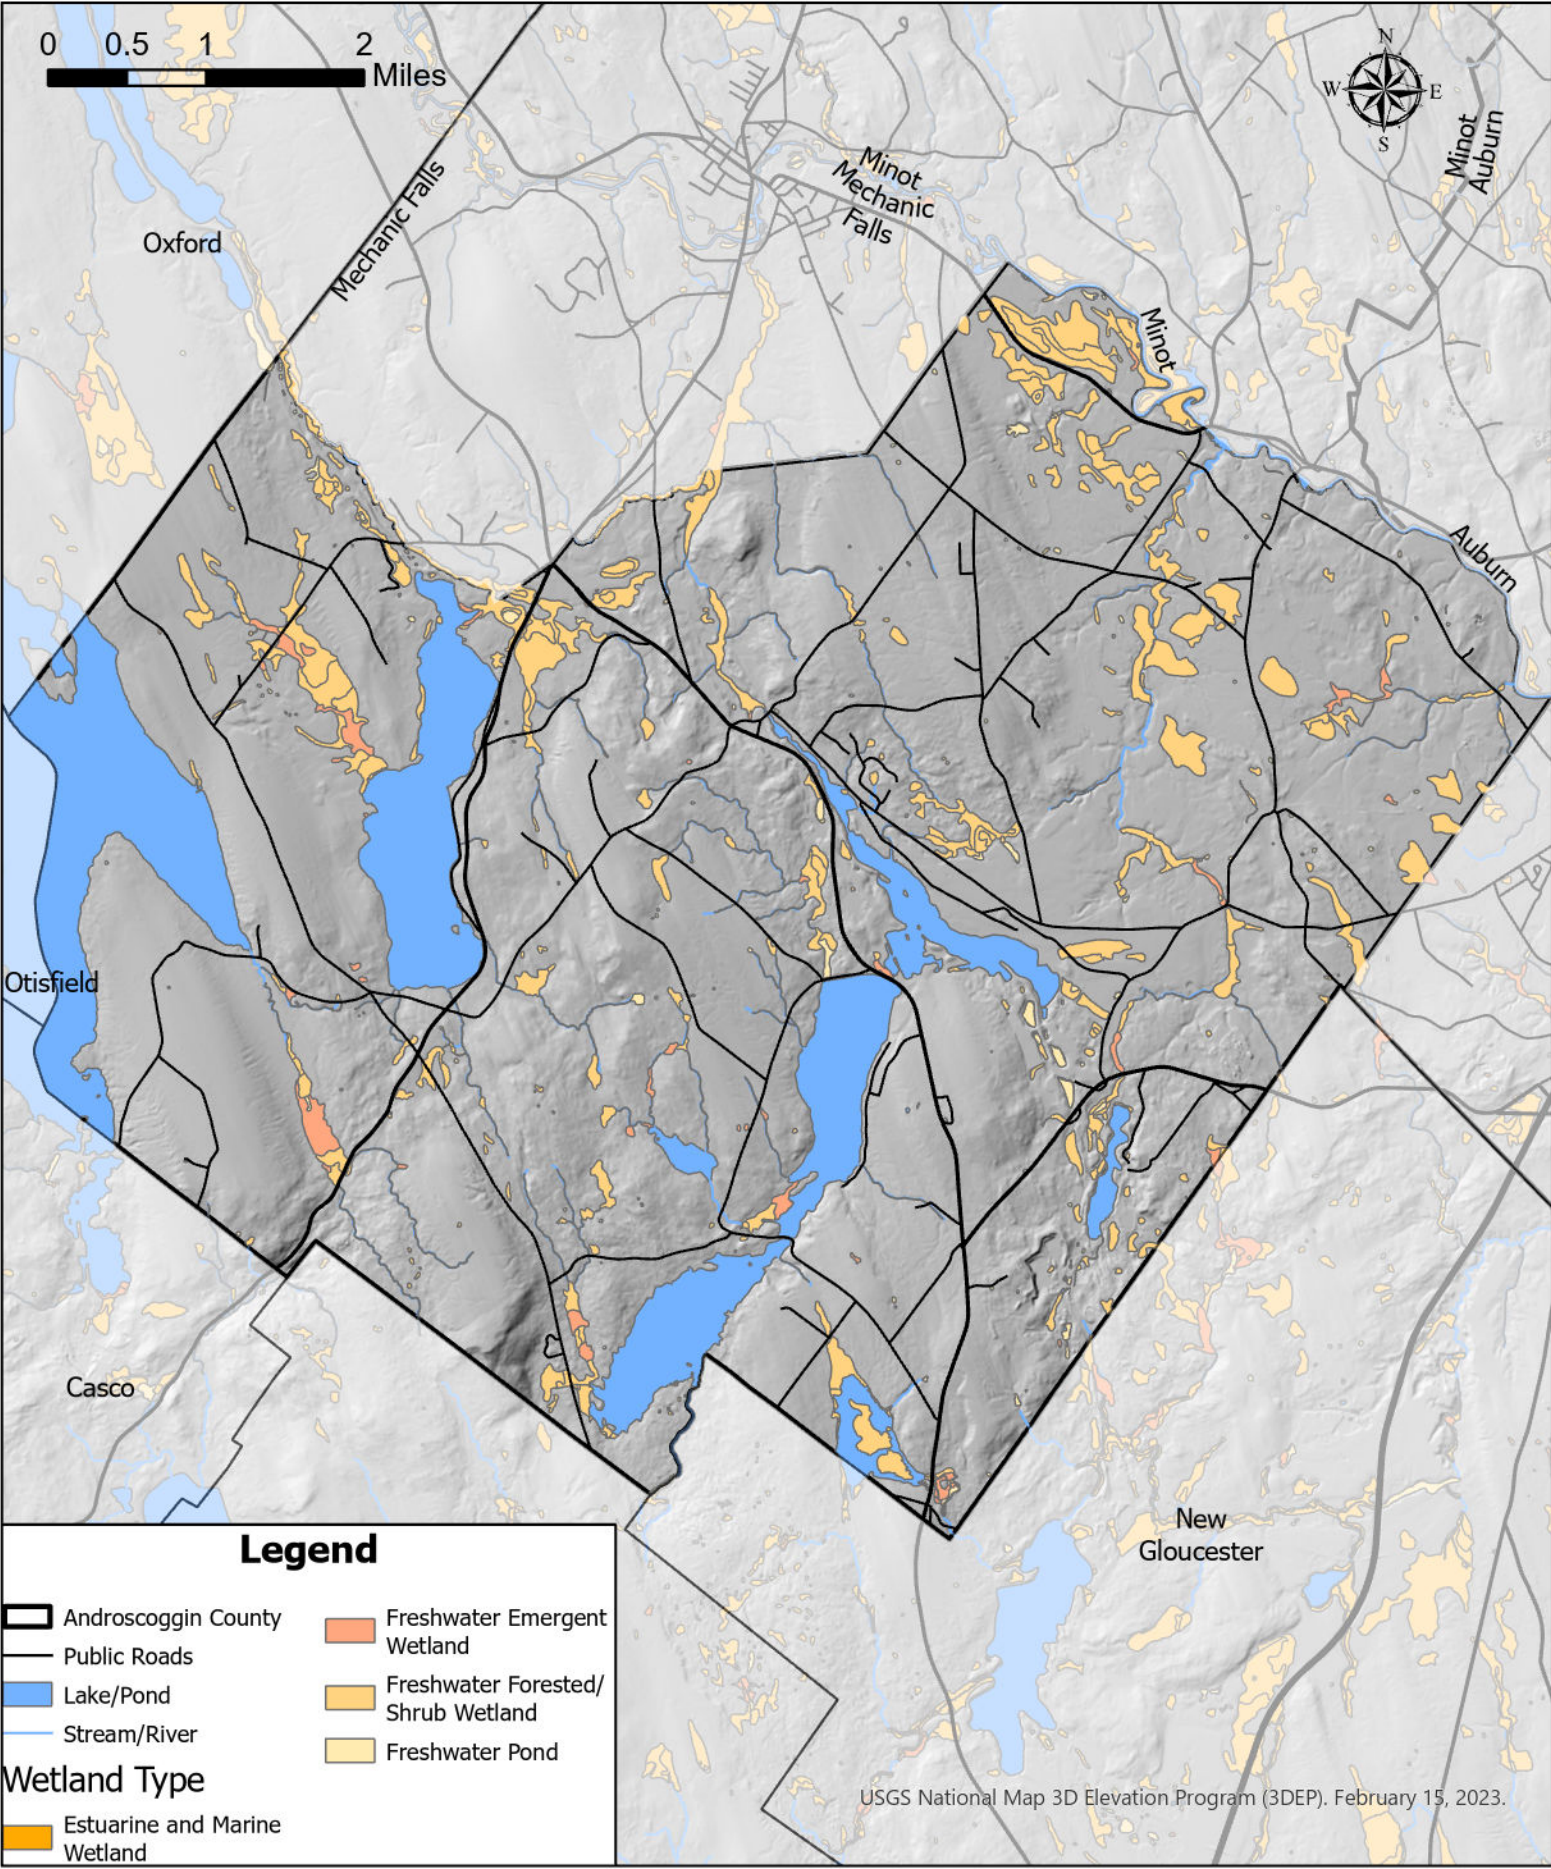 0 0.5 1 2
Miles
N
W E
S
Minot
Auburn
Minot
Mechanic
Falls
Mechanic Falls
Oxford
Minot
Auburn
Otisfield
Casco
New
Gloucester
Legend
Androscoggin County
Public Roads
Lake/Pond
Stream/River
Wetland Type
Estuarine and Marine
Wetland
Freshwater Emergent
Wetland
Freshwater Forested/
Shrub Wetland
Freshwater Pond
USGS National Map 3D Elevation Program (3DEP). February 15, 2023.